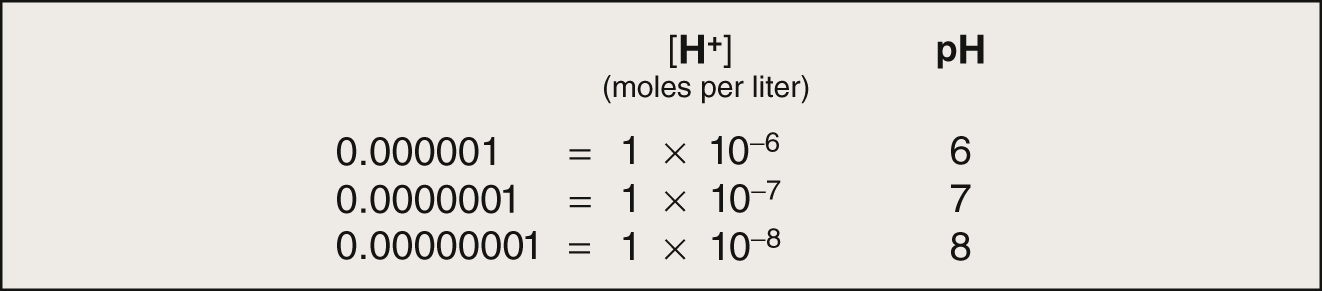 [H⁺] pH
(moles per liter)
0.000001 = 1 × 10⁻⁶ 6
0.0000001 = 1 × 10⁻⁷ 7
0.00000001 = 1 × 10⁻⁸ 8